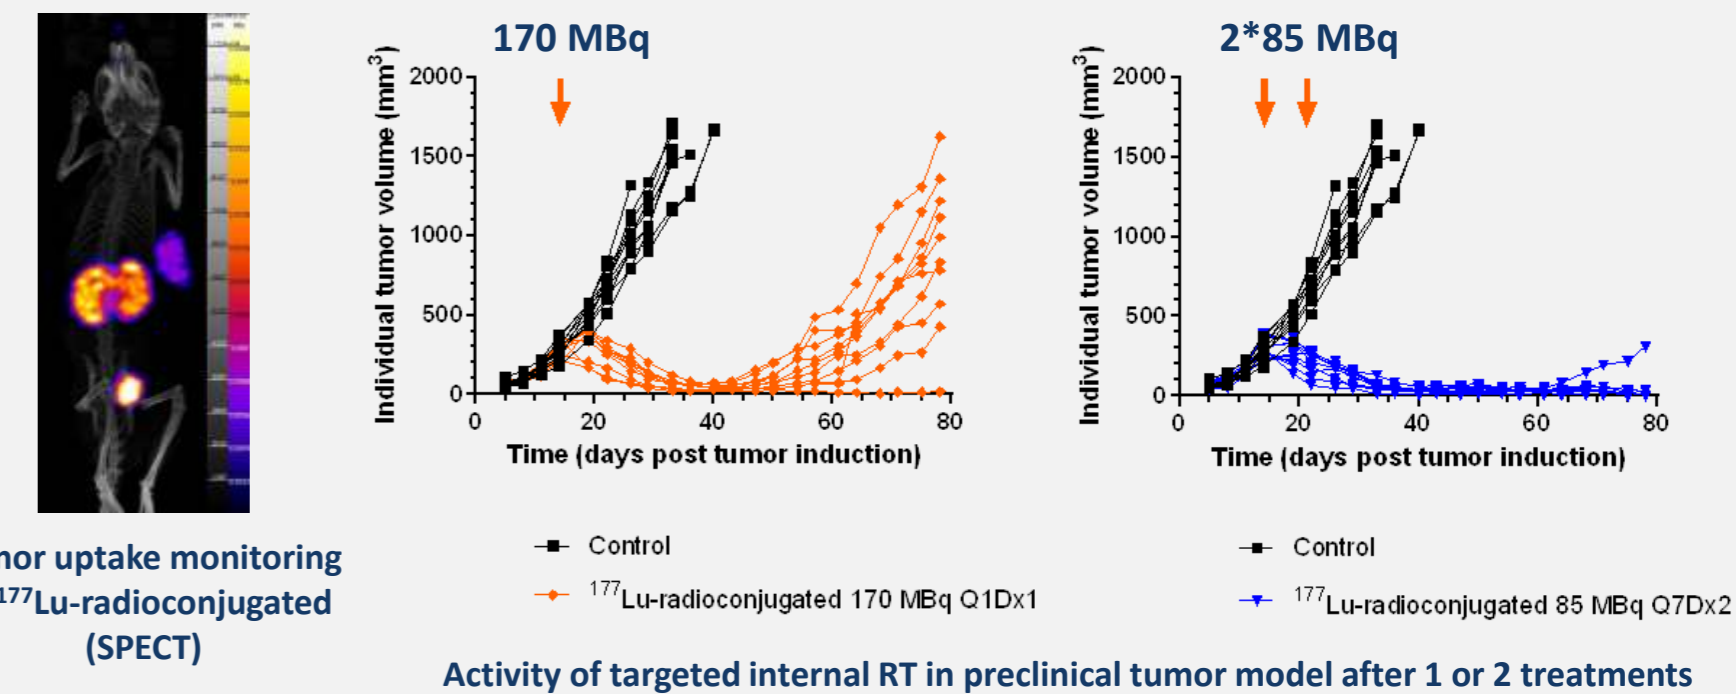 170 MBq
2*85 MBq
Individual tumor volume (mm³)
2000
1500
1000
500
0
0 20 40 60 80
Time (days post tumor induction)
Control
¹⁷⁷Lu-radioconjugated 170 MBq Q1Dx1
Individual tumor volume (mm³)
2000
1500
1000
500
0
0 20 40 60 80
Time (days post tumor induction)
Control
¹⁷⁷Lu-radioconjugated 85 MBq Q7Dx2
mor uptake monitoring
¹⁷⁷Lu-radioconjugated
(SPECT)
Activity of targeted internal RT in preclinical tumor model after 1 or 2 treatments